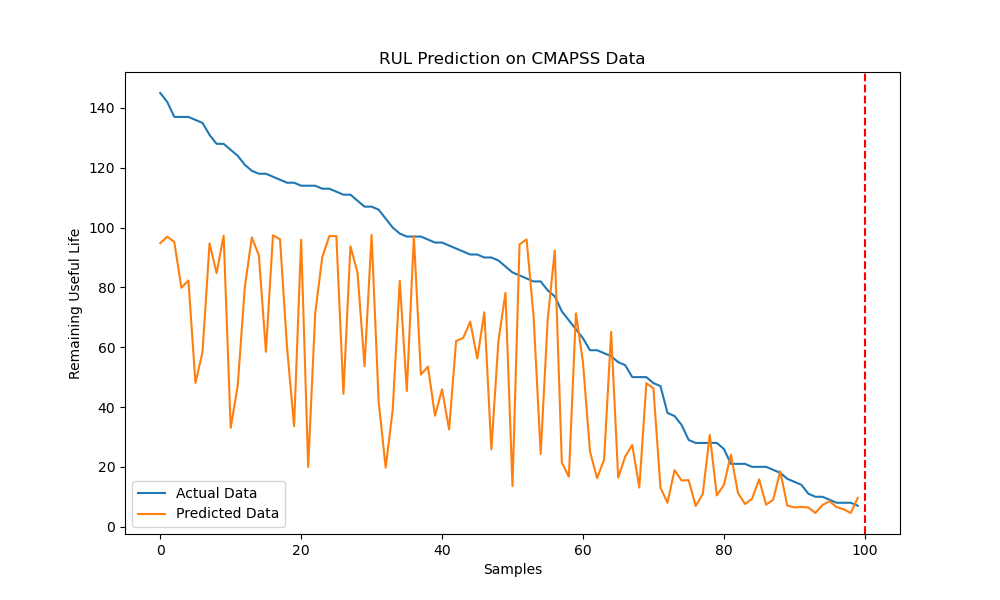 RUL Prediction on CMAPSS Data
Remaining Useful Life
140
120
100
80
60
40
20
0
Actual Data
Predicted Data
0 20 40 60 80 100
Samples